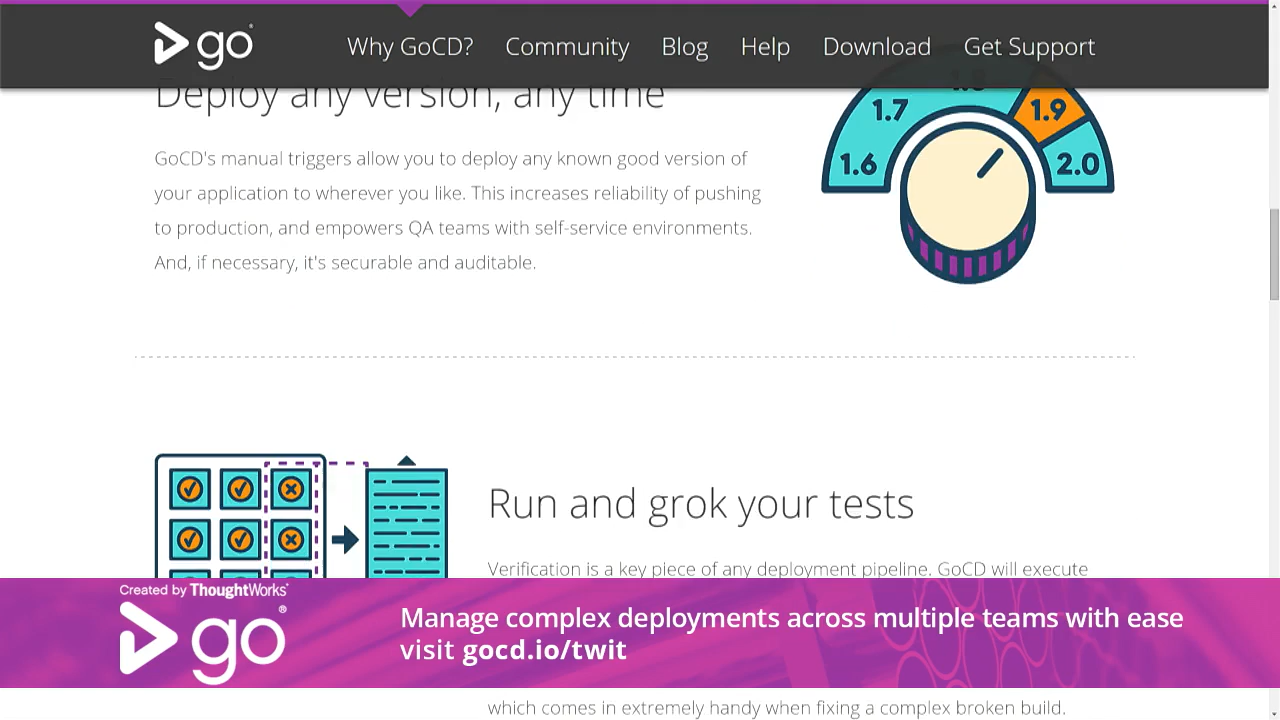 go
Why GoCD? Community Blog Help Download Get Support
Deploy any version, any time
GoCD's manual triggers allow you to deploy any known good version of
your application to wherever you like. This increases reliability of pushing
to production, and empowers QA teams with self-service environments.
And, if necessary, it's securable and auditable.
1.6
1.7
1.8
1.9
2.0
Run and grok your tests
Verification is a key piece of any deployment pipeline. GoCD will execute
Created by ThoughtWorks®
go®
Manage complex deployments across multiple teams with ease
visit gocd.io/twit
which comes in extremely handy when fixing a complex broken build.